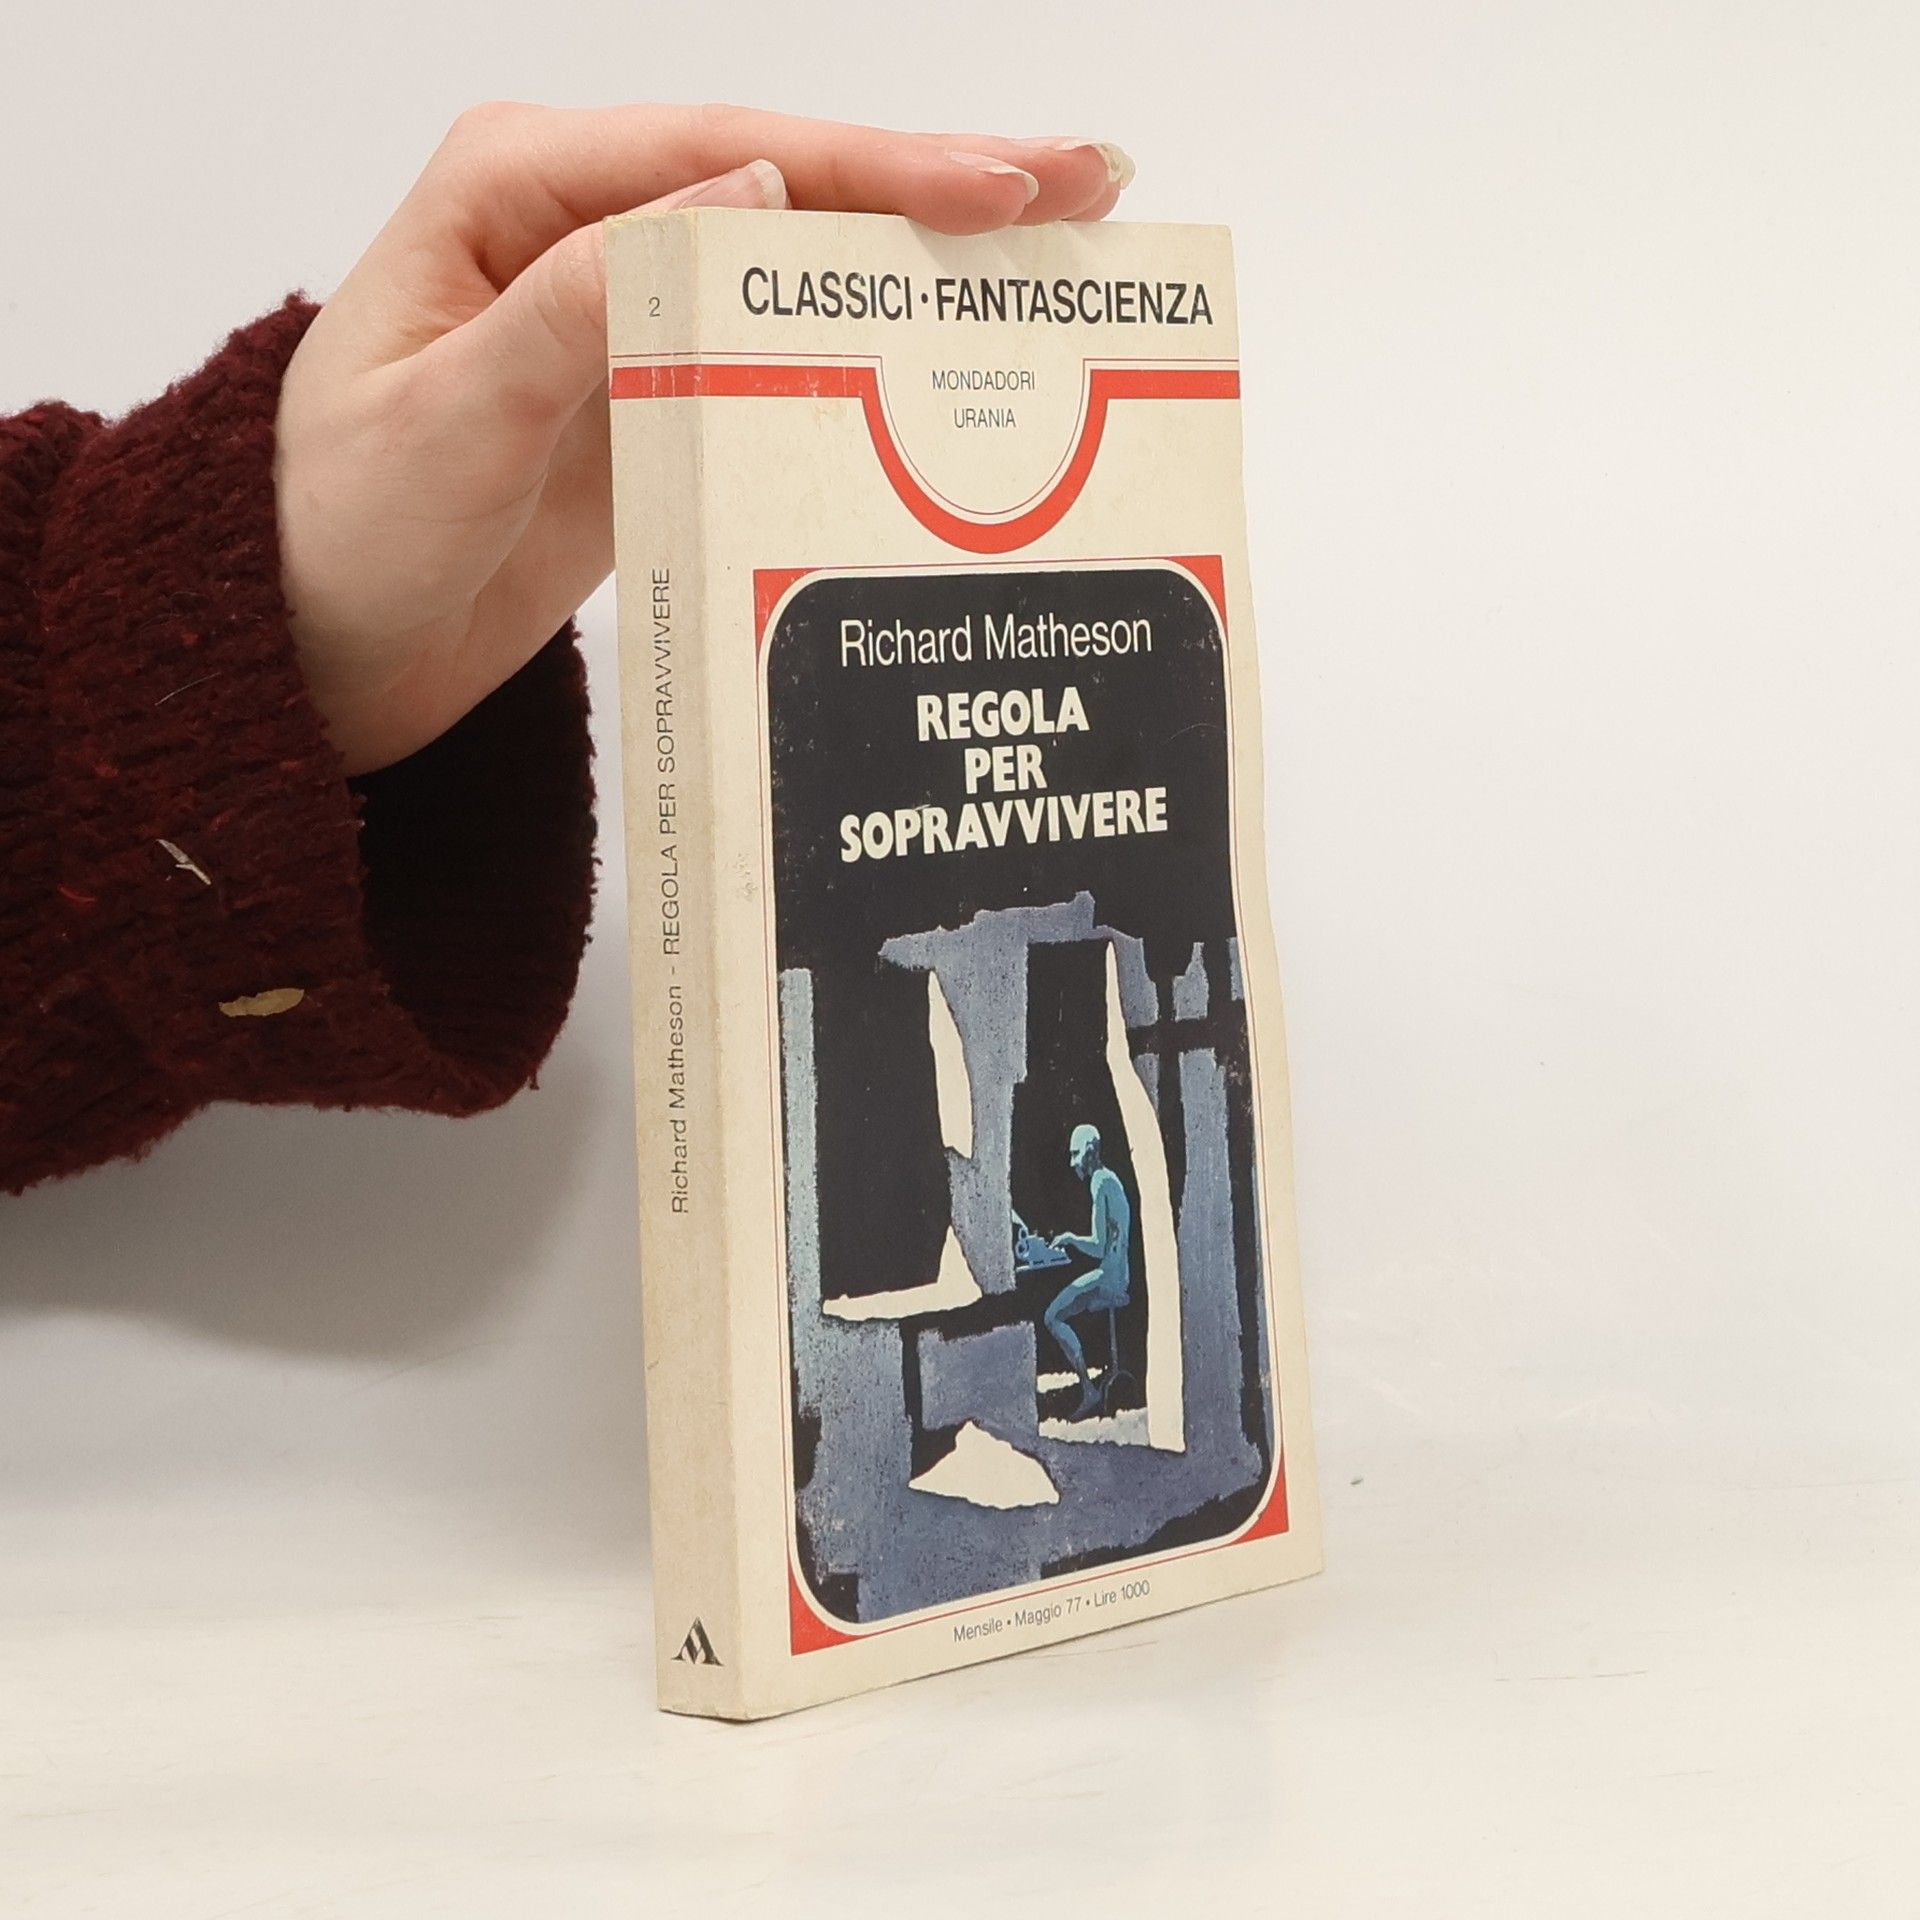 2
Richard Matheson - REGOLA PER SOPRAVVIVERE
CLASSICI · FANTASCIENZA
MONDADORI
URANIA
Richard Matheson
REGOLA
PER
SOPRAVVIVERE
Mensile • Maggio 77 • Lire 1000